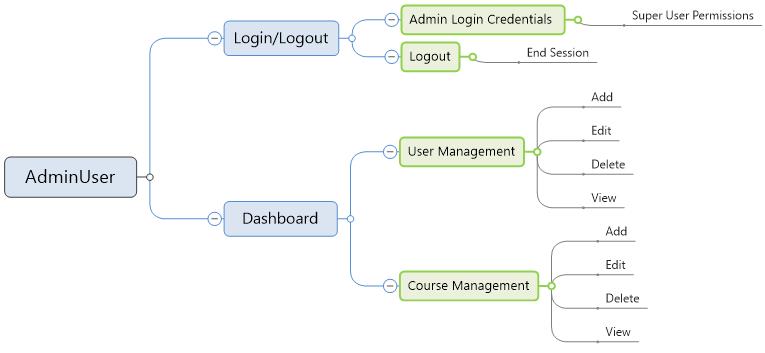 AdminUser
Login/Logout
Admin Login Credentials
Super User Permissions
Logout
End Session
Dashboard
User Management
Add
Edit
Delete
View
Course Management
Add
Edit
Delete
View